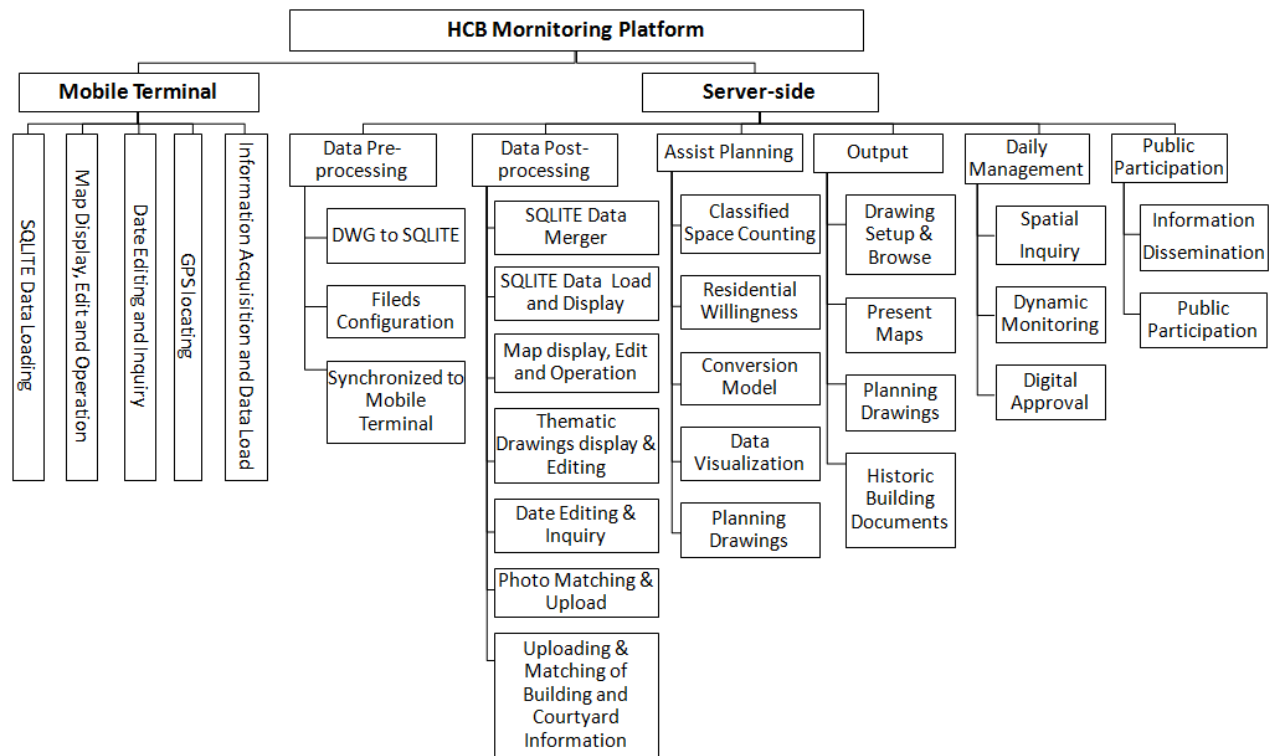 HCB Mornitoring Platform
Mobile Terminal
Server-side
SQLITE Data Loading
Map Display, Edit and Operation
Date Editing and Inquiry
GPS locating
Information Acquisition and Data Load
Data Pre-
processing
DWG to SQLITE
Fileds
Configuration
Synchronized to
Mobile
Terminal
Data Post-
processing
SQLITE Data
Merger
SQLITE Data Load
and Display
Map display, Edit
and Operation
Thematic
Drawings display &
Editing
Date Editing &
Inquiry
Photo Matching &
Upload
Uploading &
Matching of
Building and
Courtyard
Information
Assist Planning
Classified
Space Counting
Residential
Willingness
Conversion
Model
Data
Visualization
Planning
Drawings
Output
Drawing
Setup &
Browse
Present
Maps
Planning
Drawings
Historic
Building
Documents
Daily
Management
Spatial
Inquiry
Dynamic
Monitoring
Digital
Approval
Public
Participation
Information
Dissemination
Public
Participation